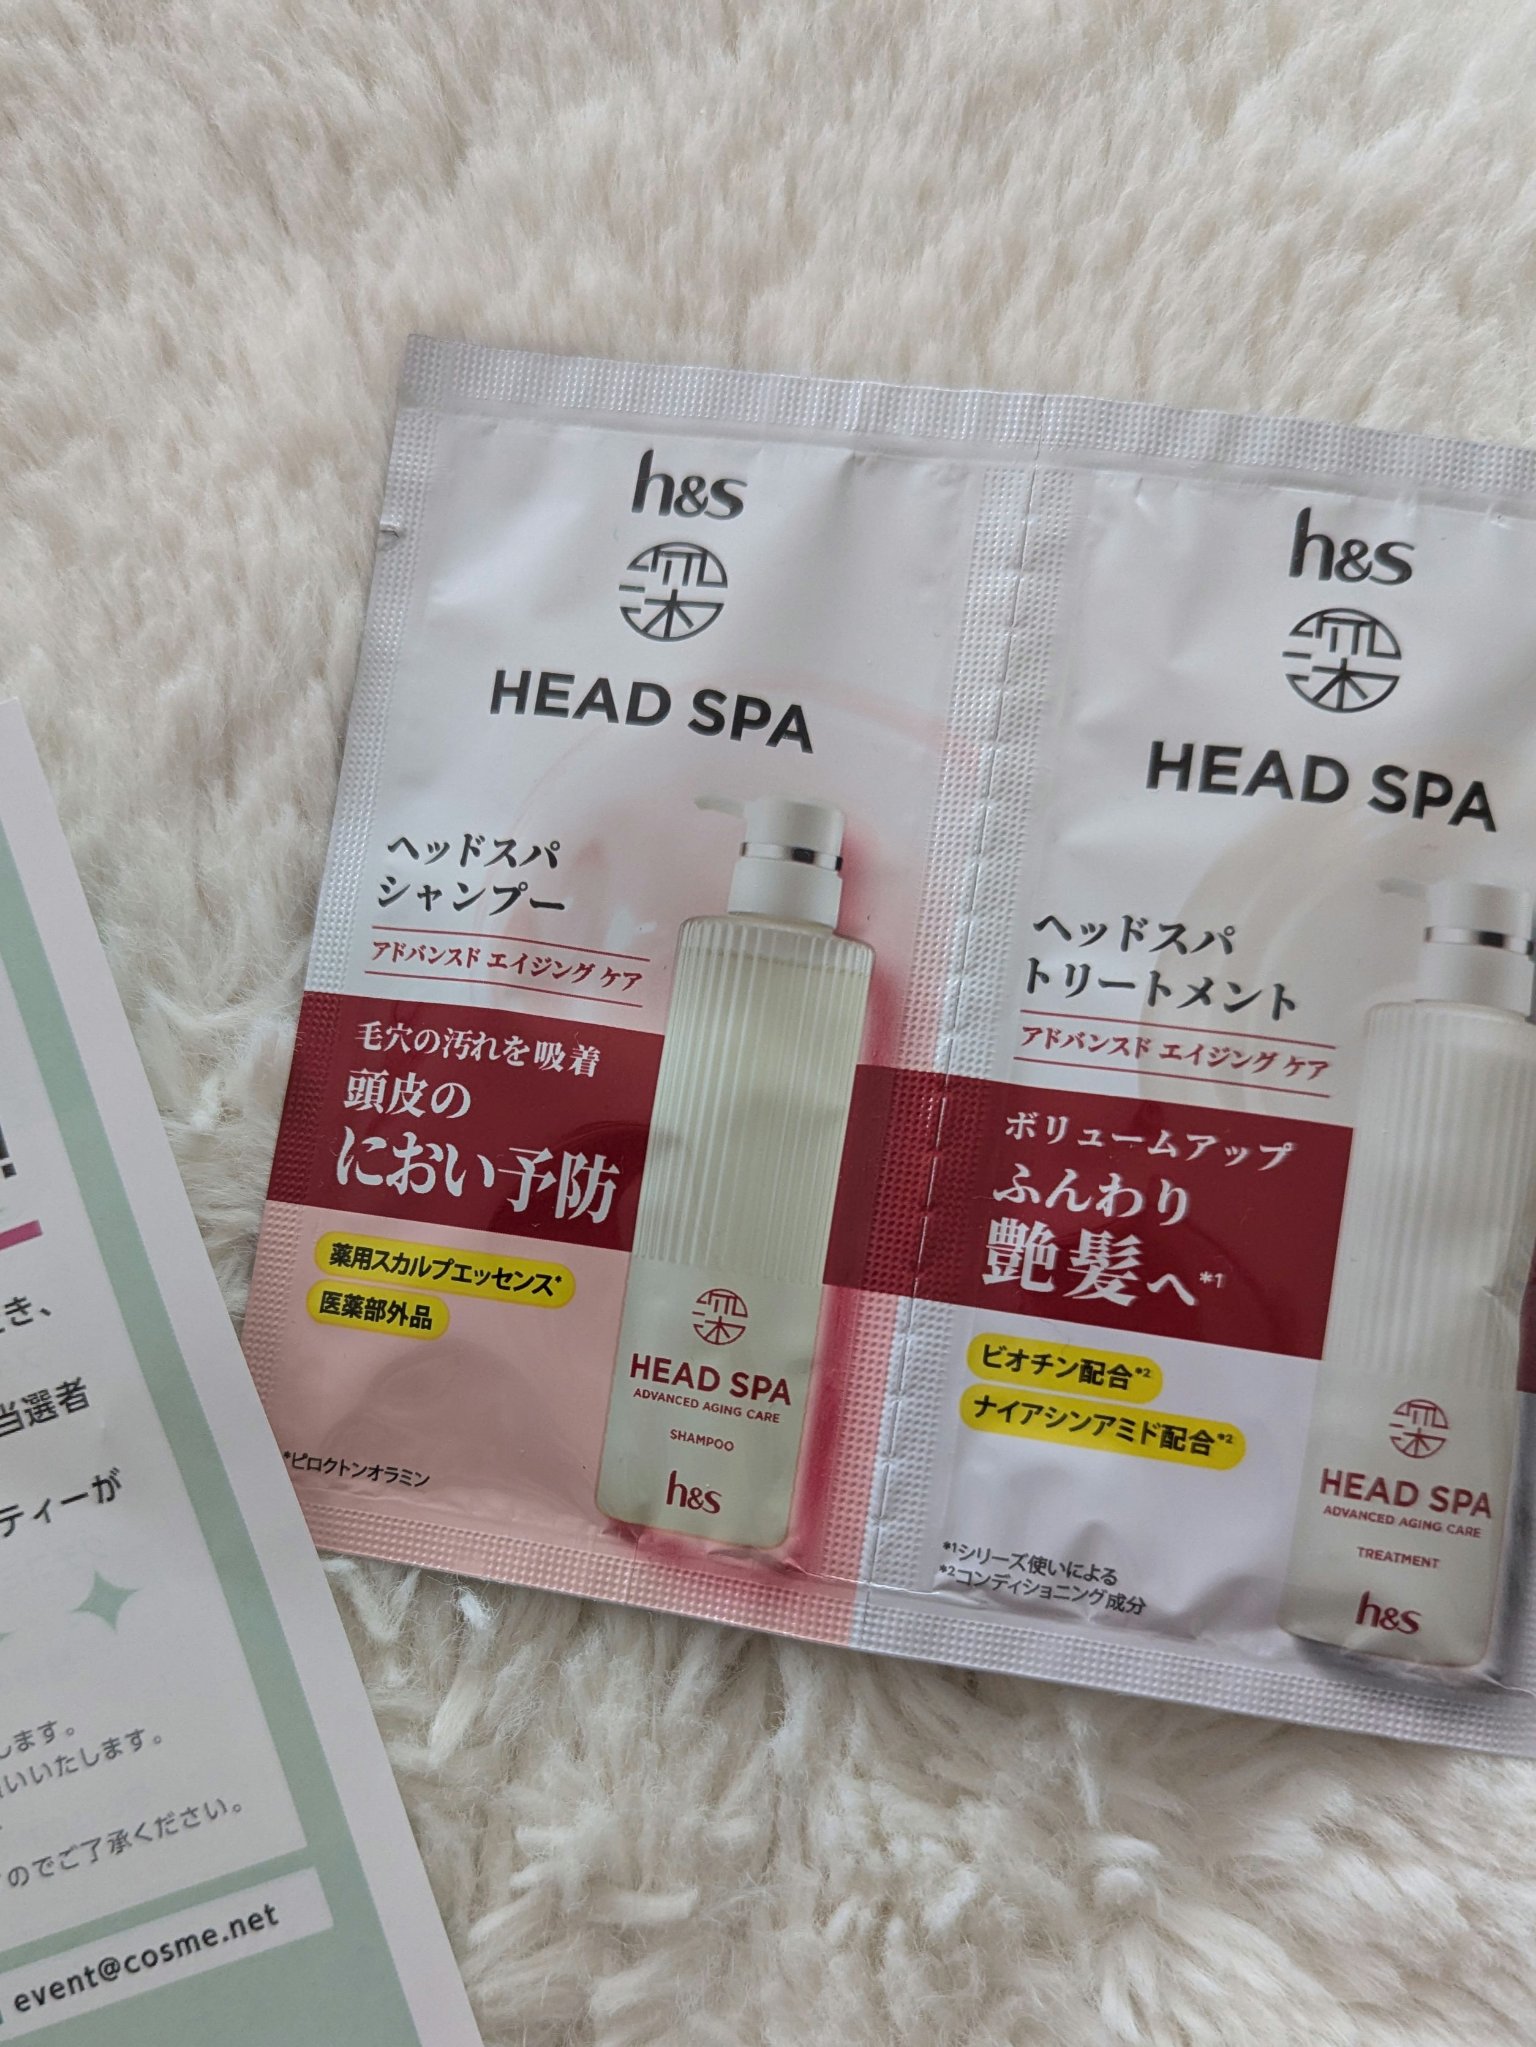 h&s
HEAD SPA
ヘッドスパ
シャンプー
アドバンスド エイジング ケア
毛穴の汚れを吸着
頭皮の
におい予防
薬用スカルプエッセンス*
医薬部外品
*ピロクトンオラミン
HEAD SPA
ADVANCED AGING CARE
SHAMPOO
h&s
h&s
HEAD SPA
ヘッドスパ
トリートメント
アドバンスド エイジング ケア
ボリュームアップ
ふんわり
艶髪へ*1
ビオチン配合*2
ナイアシンアミド配合*2
*1シリーズ使いによる
*2コンディショニング成分
HEAD SPA
ADVANCED AGING CARE
TREATMENT
h&s
き、
当選者
ティーが
します。
いいたします。
のでご了承ください。
event@cosme.net